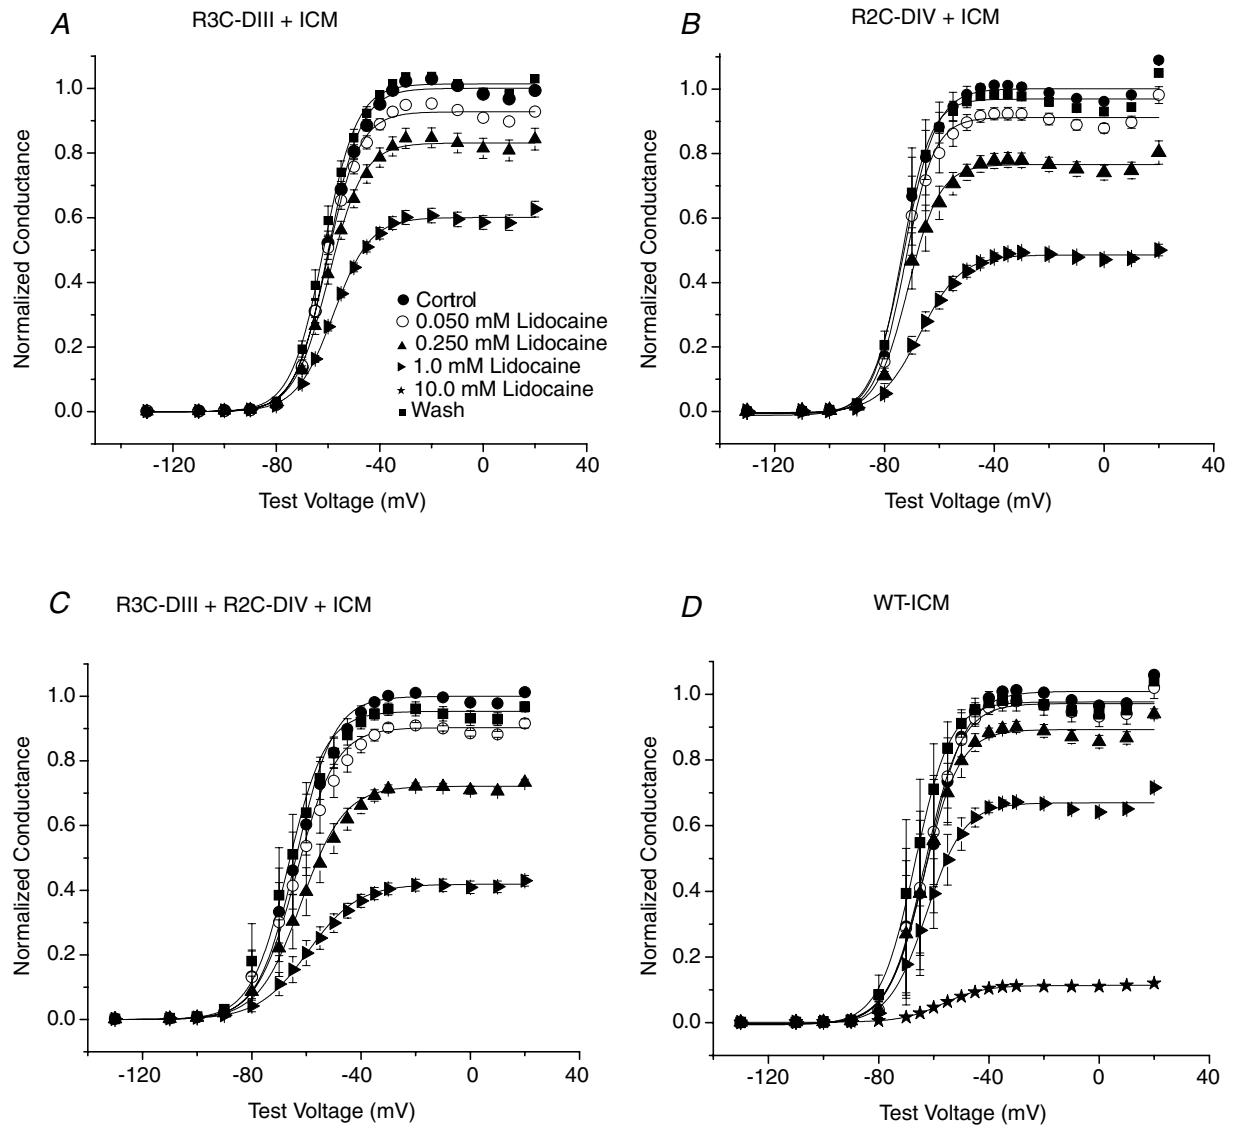 A R3C-DIII + ICM
Normalized Conductance
1.0
0.8
0.6
0.4
0.2
0.0
-120 -80 -40 0 40
Test Voltage (mV)
Cortrol
0.050 mM Lidocaine
0.250 mM Lidocaine
1.0 mM Lidocaine
10.0 mM Lidocaine
Wash
B R2C-DIV + ICM
Normalized Conductance
1.0
0.8
0.6
0.4
0.2
0.0
-120 -80 -40 0 40
Test Voltage (mV)
C R3C-DIII + R2C-DIV + ICM
Normalized Conductance
1.0
0.8
0.6
0.4
0.2
0.0
-120 -80 -40 0 40
Test Voltage (mV)
D WT-ICM
Normalized Conductance
1.0
0.8
0.6
0.4
0.2
0.0
-120 -80 -40 0 40
Test Voltage (mV)